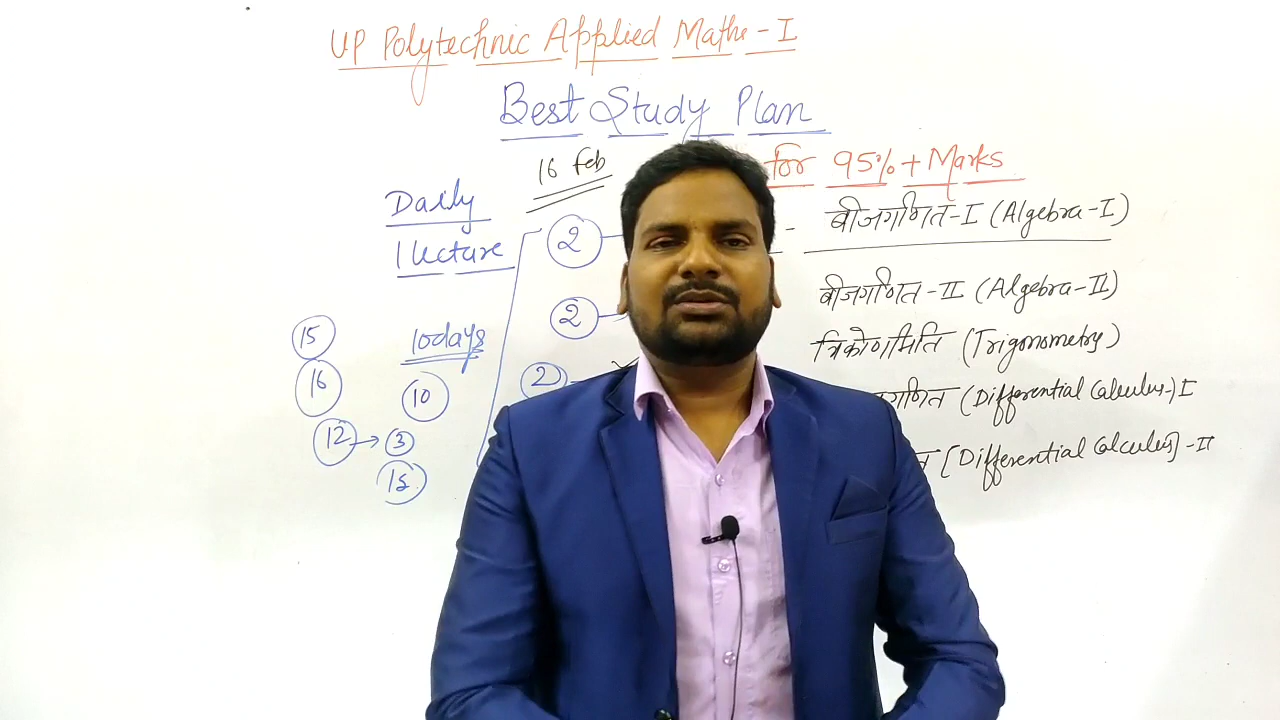 UP Polytechnic Applied Maths - I
Best Study Plan
16 Feb
for 95% + Marks
Daily
1 lecture
2
- बीजगणित-I (Algebra-I)
2
बीजगणित-II (Algebra-II)
2
त्रिकोणमिति (Trigonometry)
गणित (Differential Calculus)-I
[Differential Calculus]-II
15
10days
16
10
12 → 3
15